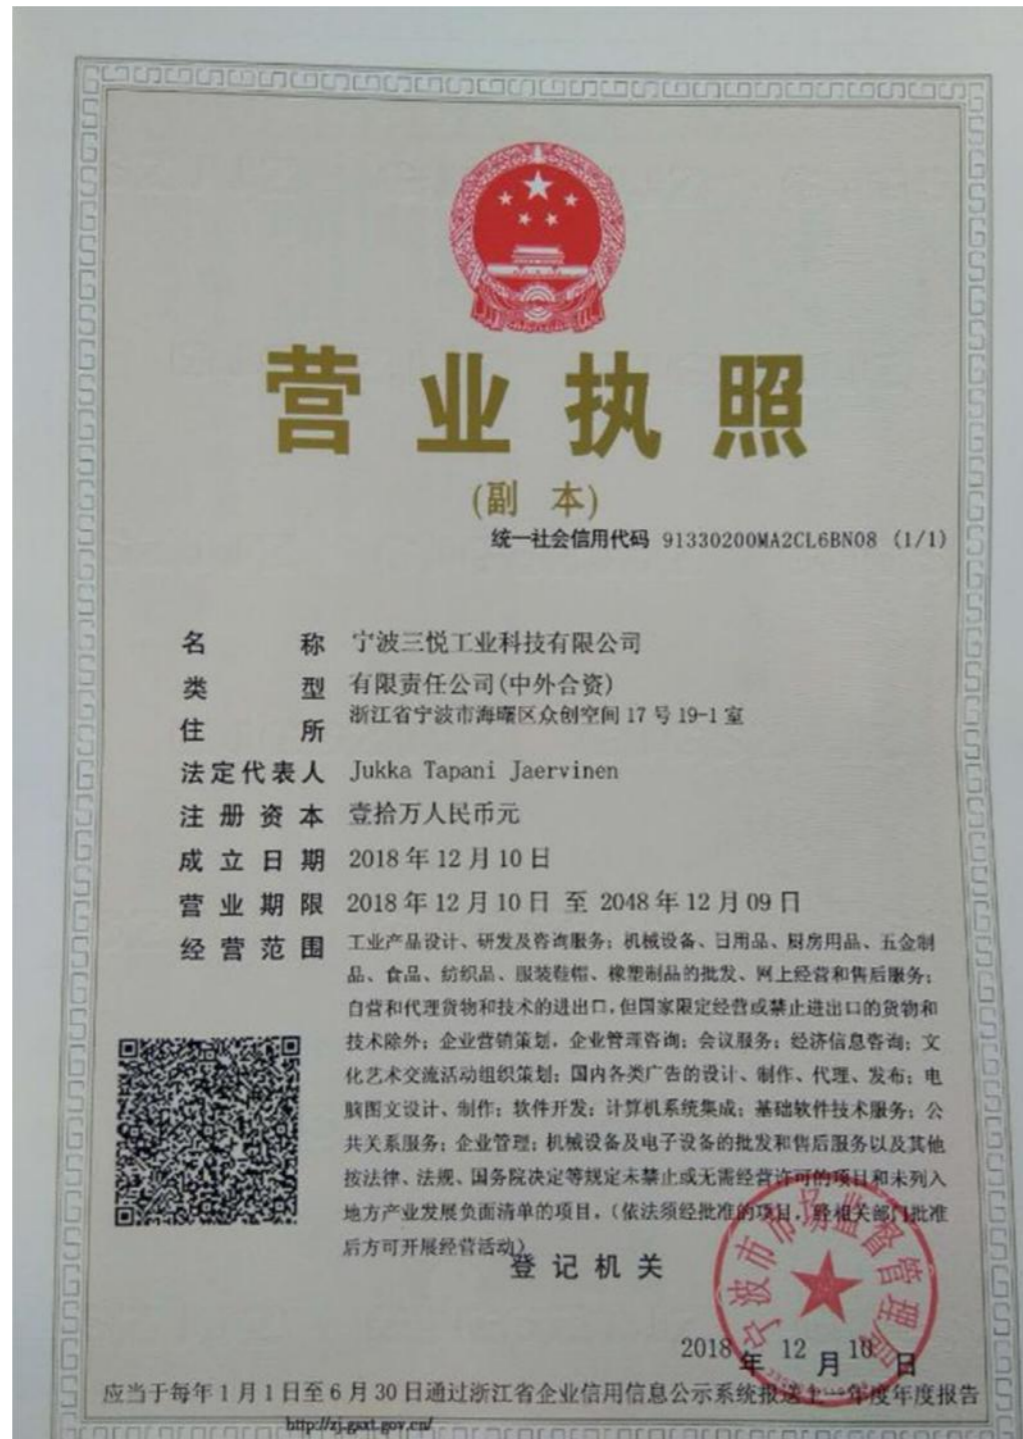 营业执照
(副 本)
统一社会信用代码 91330200MA2CL6BN08 (1/1)
名 称 宁波三悦工业科技有限公司
类 型 有限责任公司(中外合资)
住 所 浙江省宁波市海曙区众创空间17号19-1室
法定代表人 Jukka Tapani Jaervinen
注册资本 壹拾万人民币元
成立日期 2018年12月10日
营业期限 2018年12月10日 至 2048年12月09日
经营范围 工业产品设计、研发及咨询服务；机械设备、日用品、厨房用品、五金制
品、食品、纺织品、服装鞋帽、橡塑制品的批发、网上经营和售后服务；
自营和代理货物和技术的进出口，但国家限定经营或禁止进出口的货物和
技术除外；企业营销策划，企业管理咨询；会议服务；经济信息咨询；文
化艺术交流活动组织策划；国内各类广告的设计、制作、代理、发布；电
脑图文设计、制作；软件开发；计算机系统集成；基础软件技术服务；公
共关系服务；企业管理；机械设备及电子设备的批发和售后服务以及其他
按法律、法规、国务院决定等规定未禁止或无需经营许可的项目和未列入
地方产业发展负面清单的项目。（依法须经批准的项目，经相关部门批准
后方可开展经营活动）
登记机关
宁波市市场监督管理局
2018年12月10日
应当于每年1月1日至6月30日通过浙江省企业信用信息公示系统报送上一年度年度报告
http://zj.gsxt.gov.cn/